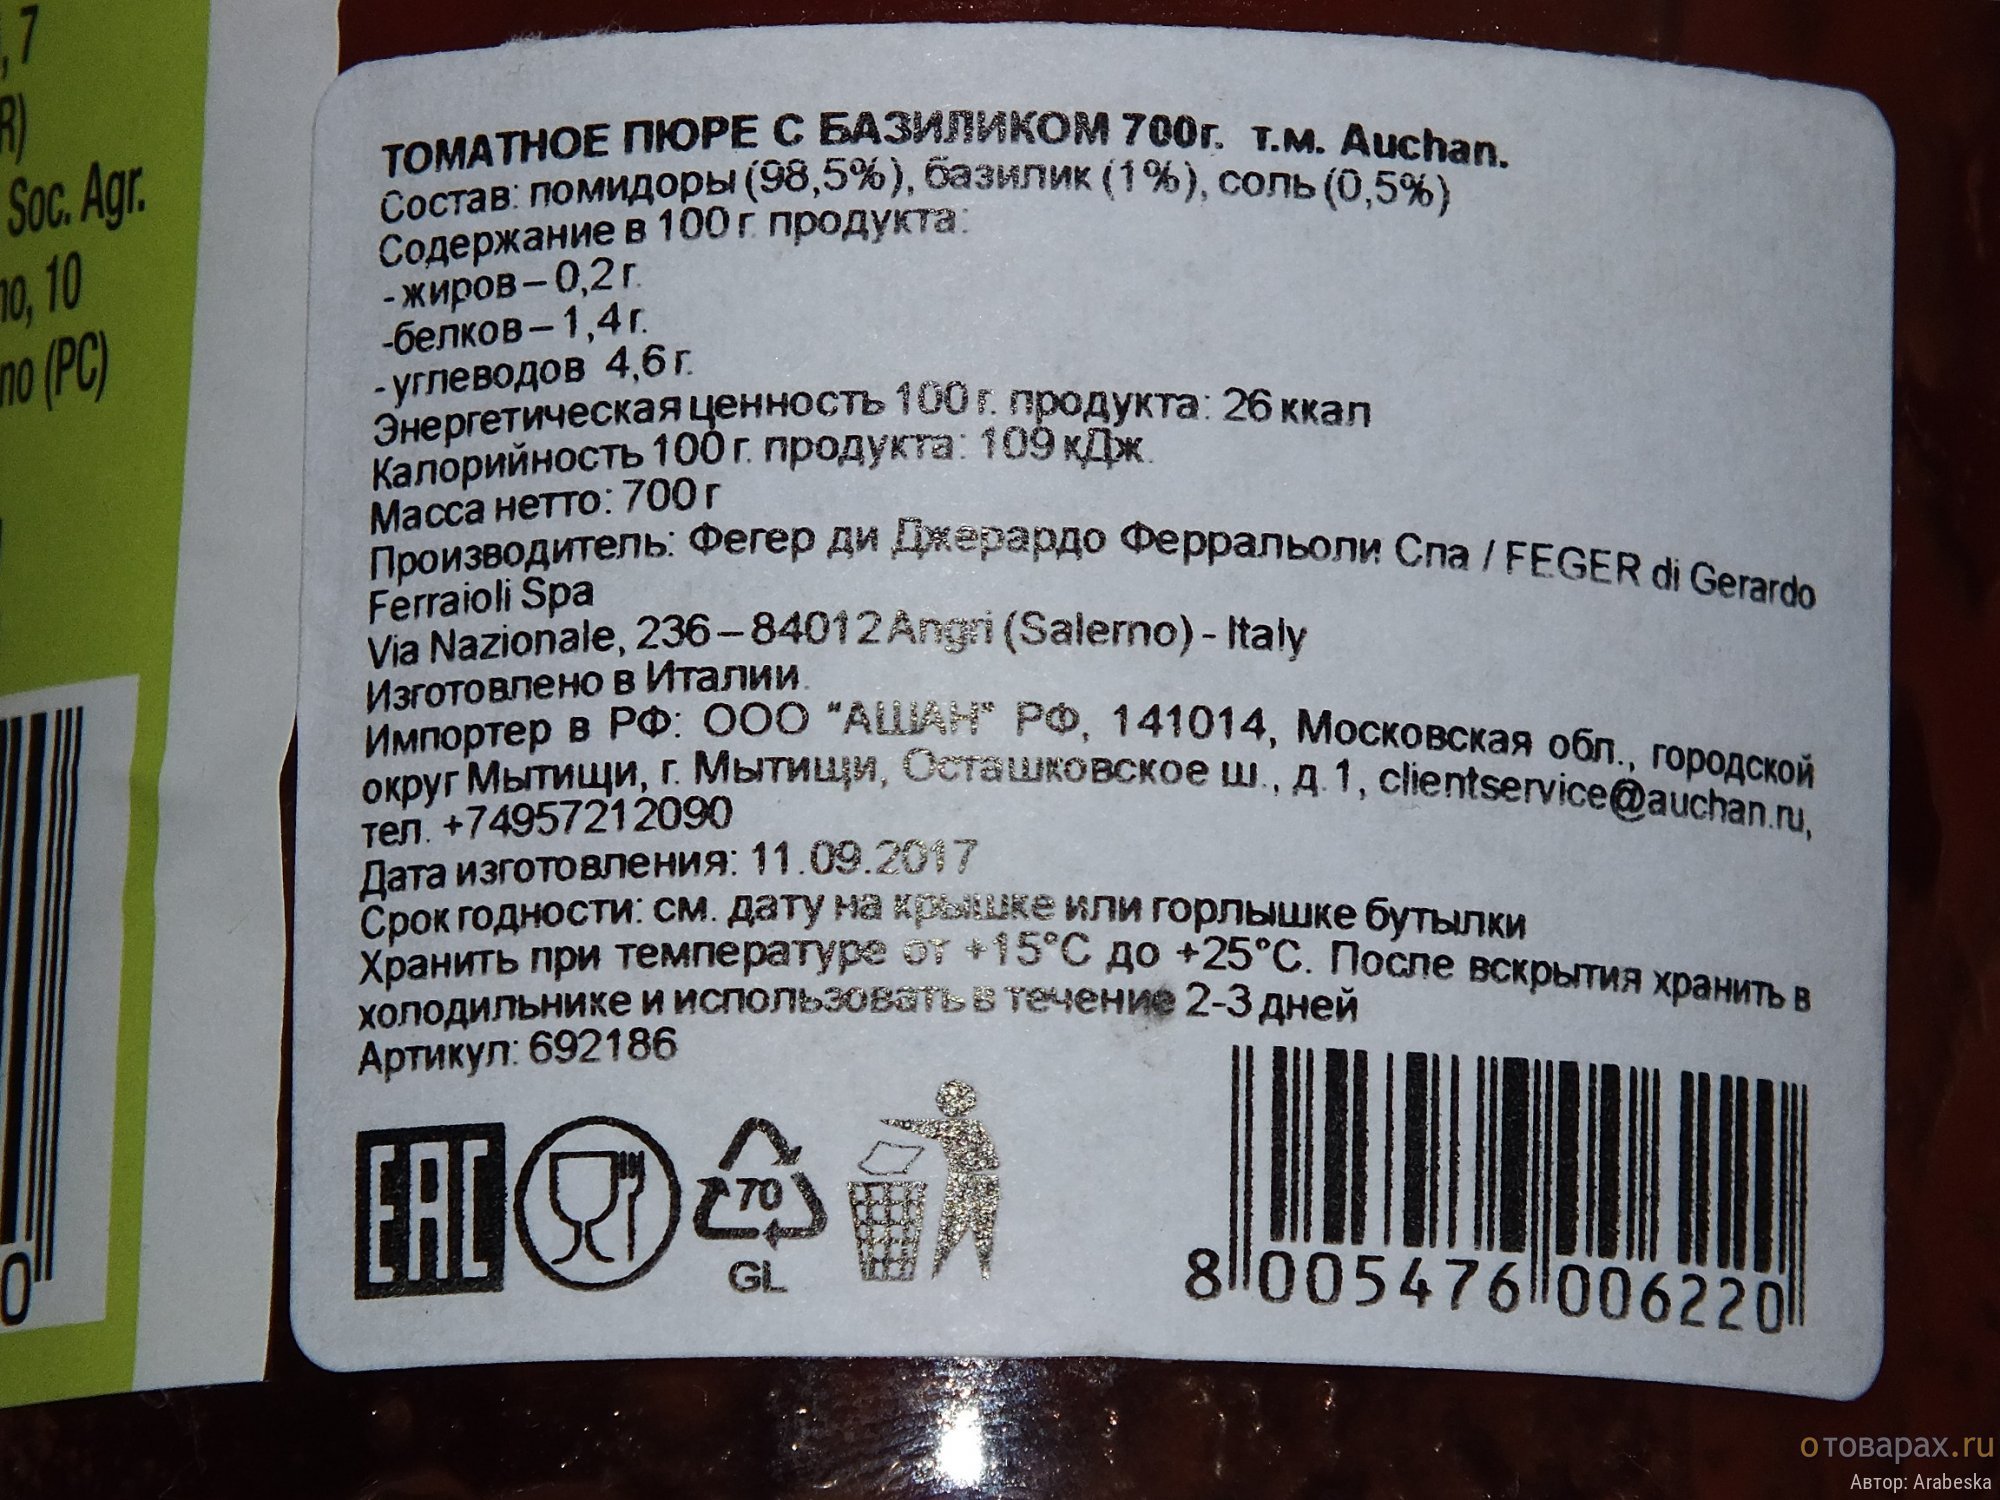 , 7
R)
Soc. Agr.
no, 10
no (PC)
0
ТОМАТНОЕ ПЮРЕ С БАЗИЛИКОМ 700г. т.м. Auchan.
Состав: помидоры (98,5%), базилик (1%), соль (0,5%)
Содержание в 100 г. продукта:
- жиров – 0,2 г.
-белков – 1,4 г.
- углеводов 4,6 г.
Энергетическая ценность 100 г. продукта: 26 ккал
Калорийность 100 г. продукта: 109 кДж.
Масса нетто: 700 г
Производитель: Фегер ди Джерардо Ферральоли Спа / FEGER di Gerardo
Ferraioli Spa
Via Nazionale, 236 – 84012 Angri (Salerno) - Italy
Изготовлено в Италии.
Импортер в РФ: ООО "АШАН" РФ, 141014, Московская обл., городской
округ Мытищи, г. Мытищи, Осташковское ш., д. 1, clientservice@auchan.ru,
тел. +74957212090
Дата изготовления: 11.09.2017
Срок годности: см. дату на крышке или горлышке бутылки
Хранить при температуре от +15°С до +25°С. После вскрытия хранить в
холодильнике и использовать в течение 2-3 дней
Артикул: 692186
EAC
70
GL
8 005476 006220
отоварах.ru
Автор: Arabeska